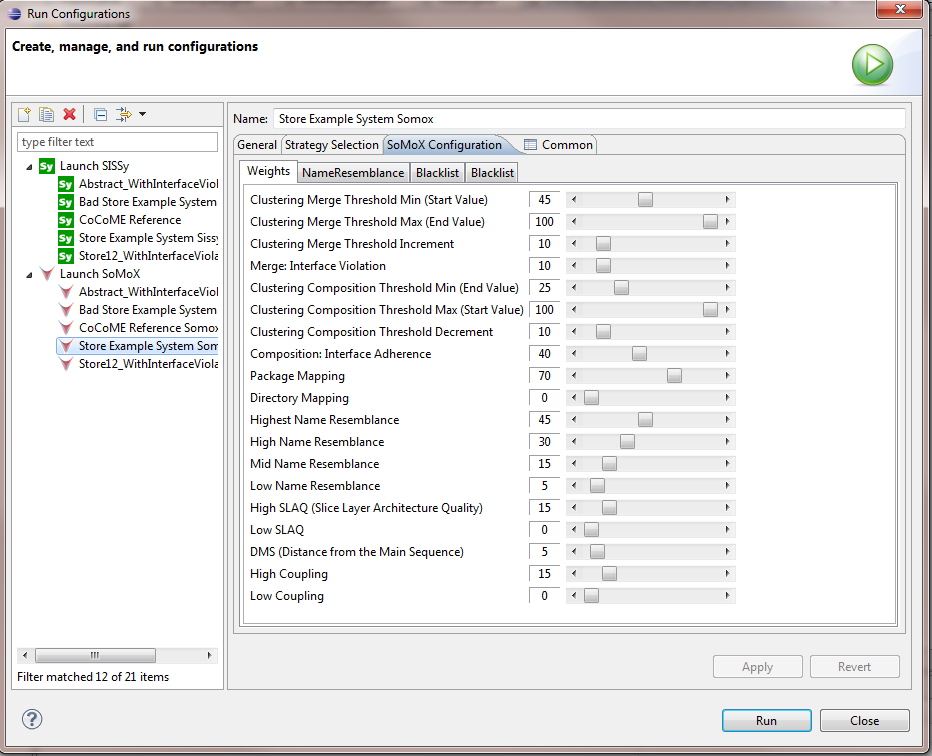 Run Configurations
Create, manage, and run configurations
type filter text
Sy Launch SISSy
Sy Abstract_WithInterfaceViol
Sy Bad Store Example System
Sy CoCoME Reference
Sy Store Example System Sissy
Sy Store12_WithInterfaceViola
Launch SoMoX
Abstract_WithInterfaceViol
Bad Store Example System
CoCoME Reference Somox
Store Example System Som
Store12_WithInterfaceViola
Filter matched 12 of 21 items
Name: Store Example System Somox
General Strategy Selection SoMoX Configuration Common
Weights NameResemblance Blacklist Blacklist
Clustering Merge Threshold Min (Start Value) 45
Clustering Merge Threshold Max (End Value) 100
Clustering Merge Threshold Increment 10
Merge: Interface Violation 10
Clustering Composition Threshold Min (End Value) 25
Clustering Composition Threshold Max (Start Value) 100
Clustering Composition Threshold Decrement 10
Composition: Interface Adherence 40
Package Mapping 70
Directory Mapping 0
Highest Name Resemblance 45
High Name Resemblance 30
Mid Name Resemblance 15
Low Name Resemblance 5
High SLAQ (Slice Layer Architecture Quality) 15
Low SLAQ 0
DMS (Distance from the Main Sequence) 5
High Coupling 15
Low Coupling 0
Apply Revert
? Run Close